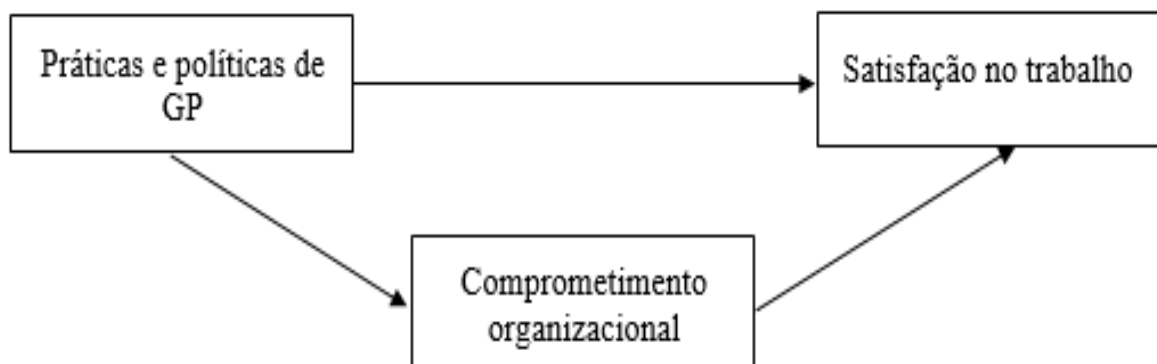 Práticas e políticas de
GP
Satisfação no trabalho
Comprometimento
organizacional